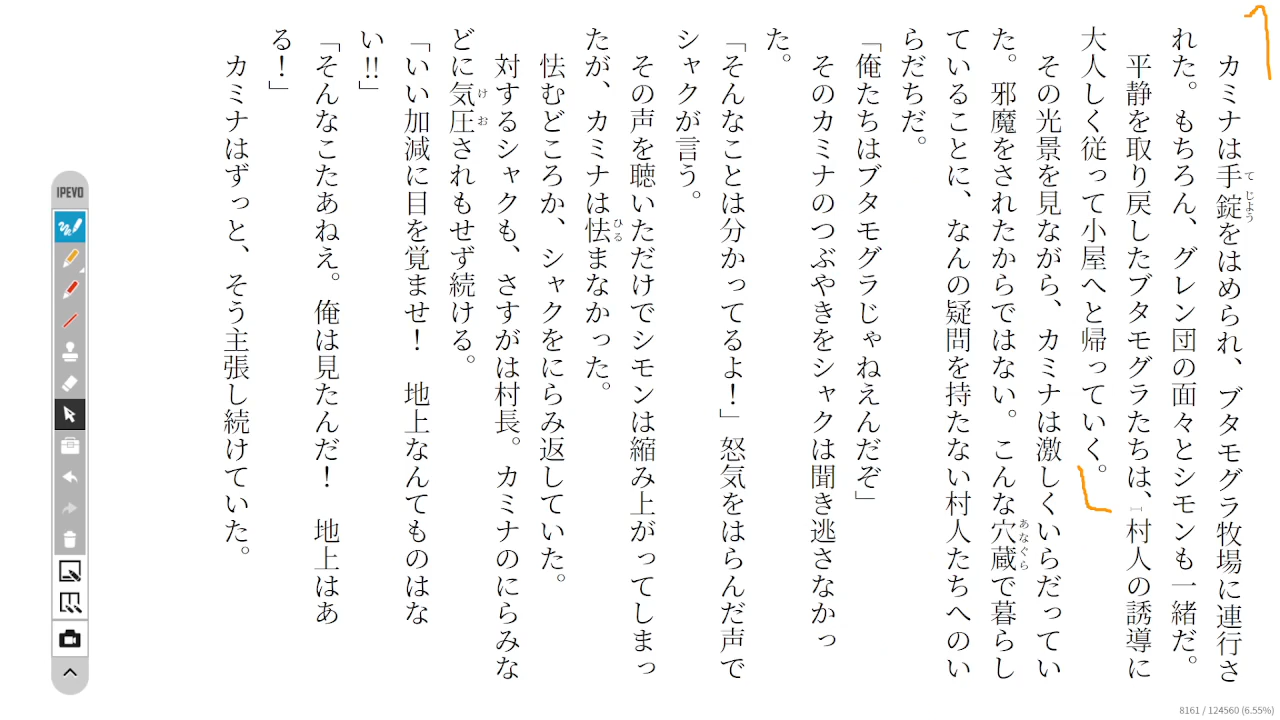 カミナは手錠をはめられ、ブタモグラ牧場に連行さ
れた。もちろん、グレン団の面々とシモンも一緒だ。
平静を取り戻したブタモグラたちは、村人の誘導に
大人しく従って小屋へと帰っていく。
その光景を見ながら、カミナは激しくいらだってい
た。邪魔をされたからではない。こんな穴蔵で暮らし
ていることに、なんの疑問を持たない村人たちへのい
らだちだ。
「俺たちはブタモグラじゃねえんだぞ」
そのカミナのつぶやきをシャクは聞き逃さなかっ
た。
「そんなことは分かってるよ！」怒気をはらんだ声で
シャクが言う。
その声を聴いただけでシモンは縮み上がってしまっ
たが、カミナは怯まなかった。
怯むどころか、シャクをにらみ返していた。
対するシャクも、さすがは村長。カミナのにらみな
どに気圧されもせず続ける。
「いい加減に目を覚ませ！　地上なんてものはな
い!!」
「そんなこたあねえ。俺は見たんだ！　地上はあ
る！」
カミナはずっと、そう主張し続けていた。
て じよう
あなぐら
ひる
け お
IPEVO
8161 / 124560 (6.55%)